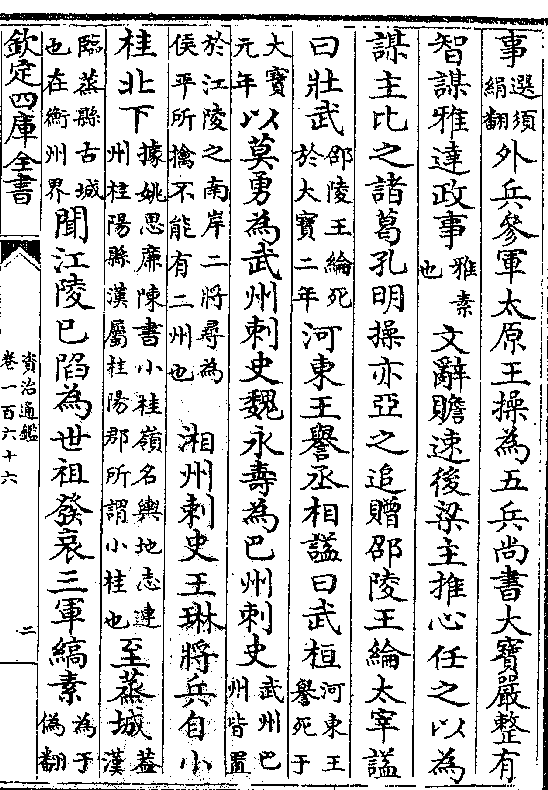 事選須絹翻外兵參軍太原王操為五兵尚書大寶嚴整有
智謀雅達政事雅素也文辭贍速後梁主推心任之以為
謀主比之諸葛孔明操亦亞之追贈邵陵王綸太宰諡
曰壯武邵陵王綸死於大寶二年河東王譽丞相諡曰武桓河東王譽死于
大寶元年以莫勇為武州刺史魏永壽為巴州刺史武州巴州皆置
於江陵之南岸二將尋為侯平所擒不能有二州也湘州刺史王琳將兵自小
桂北下據姚思廉陳書小桂嶺名輿地志連州桂陽縣漢屬桂陽郡所謂小桂也至蒸城蓋漢
臨蒸縣古城也在衡州界聞江陵已陷為世祖發哀三軍縞素為于偽翻
欽定四庫全書
資治通鑑
卷一百六十六
二